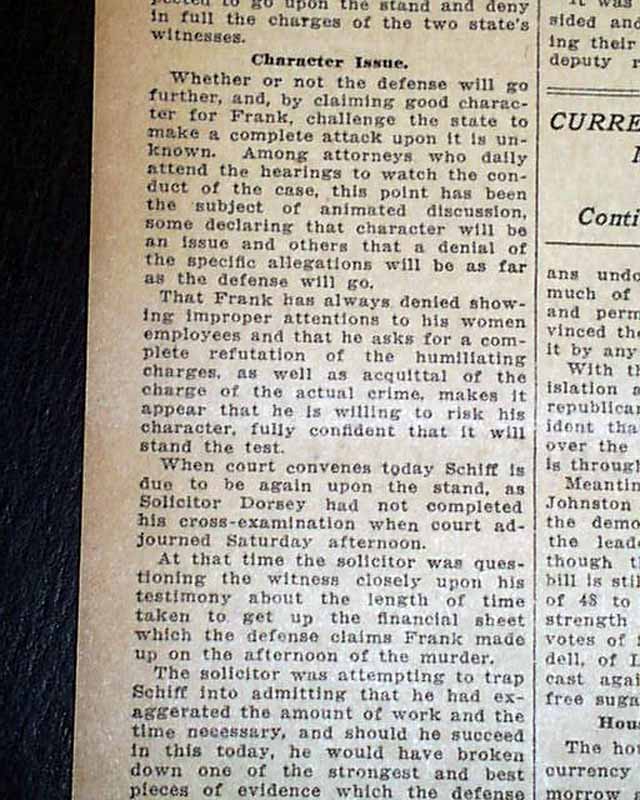 pected to go upon the stand and deny
in full the charges of the two state's
witnesses.
Character Issue.
Whether or not the defense will go
further, and, by claiming good charac-
ter for Frank, challenge the state to
make a complete attack upon it is un-
known. Among attorneys who daily
attend the hearings to watch the con-
duct of the case, this point has been
the subject of animated discussion,
some declaring that character will be
an issue and others that a denial of
the specific allegations will be as far
as the defense will go.
That Frank has always denied show-
ing improper attentions to his women
employees and that he asks for a com-
plete refutation of the humiliating
charges, as well as acquittal of the
charge of the actual crime, makes it
appear that he is willing to risk his
character, fully confident that it will
stand the test.
When court convenes today Schiff is
due to be again upon the stand, as
Solicitor Dorsey had not completed
his cross-examination when court ad-
journed Saturday afternoon.
At that time the solicitor was ques-
tioning the witness closely upon his
testimony about the length of time
taken to get up the financial sheet
which the defense claims Frank made
up on the afternoon of the murder.
The solicitor was attempting to trap
Schiff into admitting that he had ex-
aggerated the amount of work and the
time necessary, and should he succeed
in this today, he would have broken
down one of the strongest and best
pieces of evidence which the defense
It was
sided and
ing their
deputy
CURRE
Conti
ans undo
much of
and perm
vinced the
it by any
With th
islation a
republican
ident tha
over the
is through
Meantin
Johnston
the demo
the leade
though th
bill is stil
of 48 to
strength
votes of
dell, of L
cast agai
free suga
Hou
The hou
currency
morrow